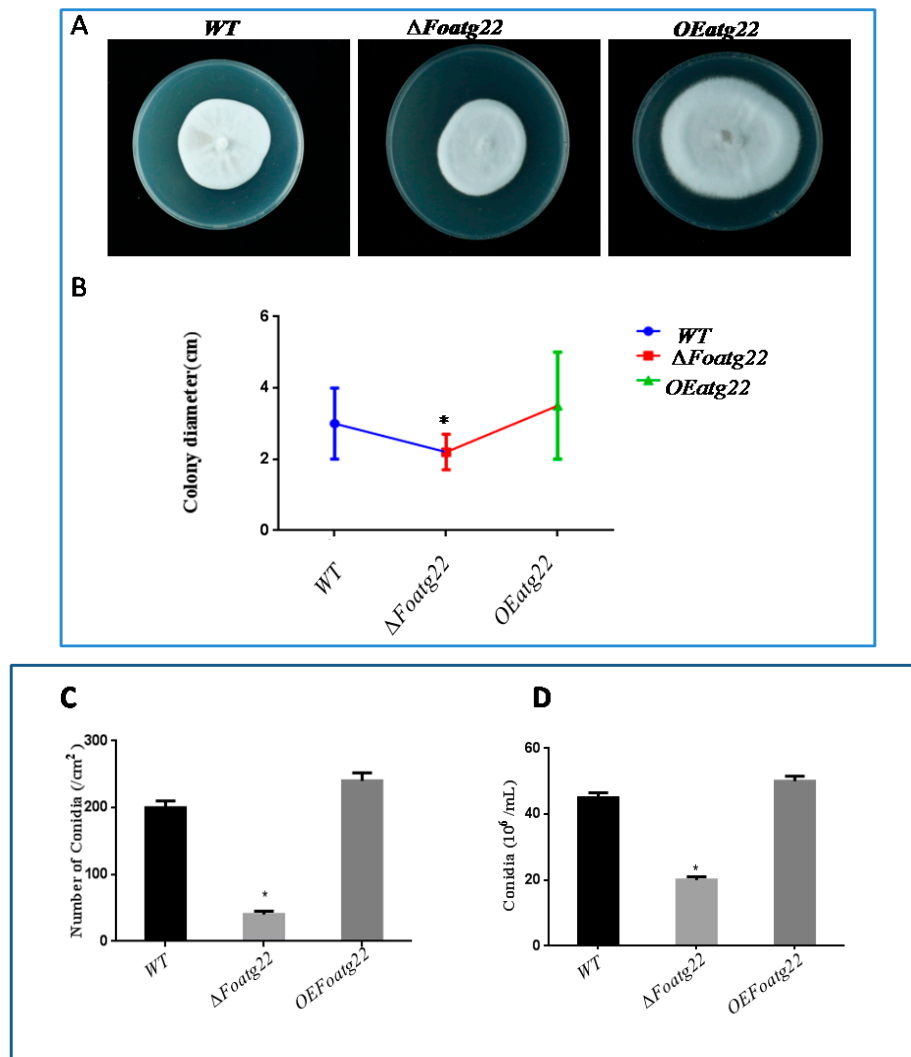 A
WT
ΔFoatg22
OEatg22
B
Colony diameter(cm)
6
4
2
0
*
WT
ΔFoatg22
OEatg22
WT
ΔFoatg22
OEatg22
C
Number of Conidia (/cm²)
300
200
100
0
*
WT
ΔFoatg22
OEFoatg22
D
Conidia (10⁶ /mL)
60
40
20
0
*
WT
ΔFoatg22
OEFoatg22